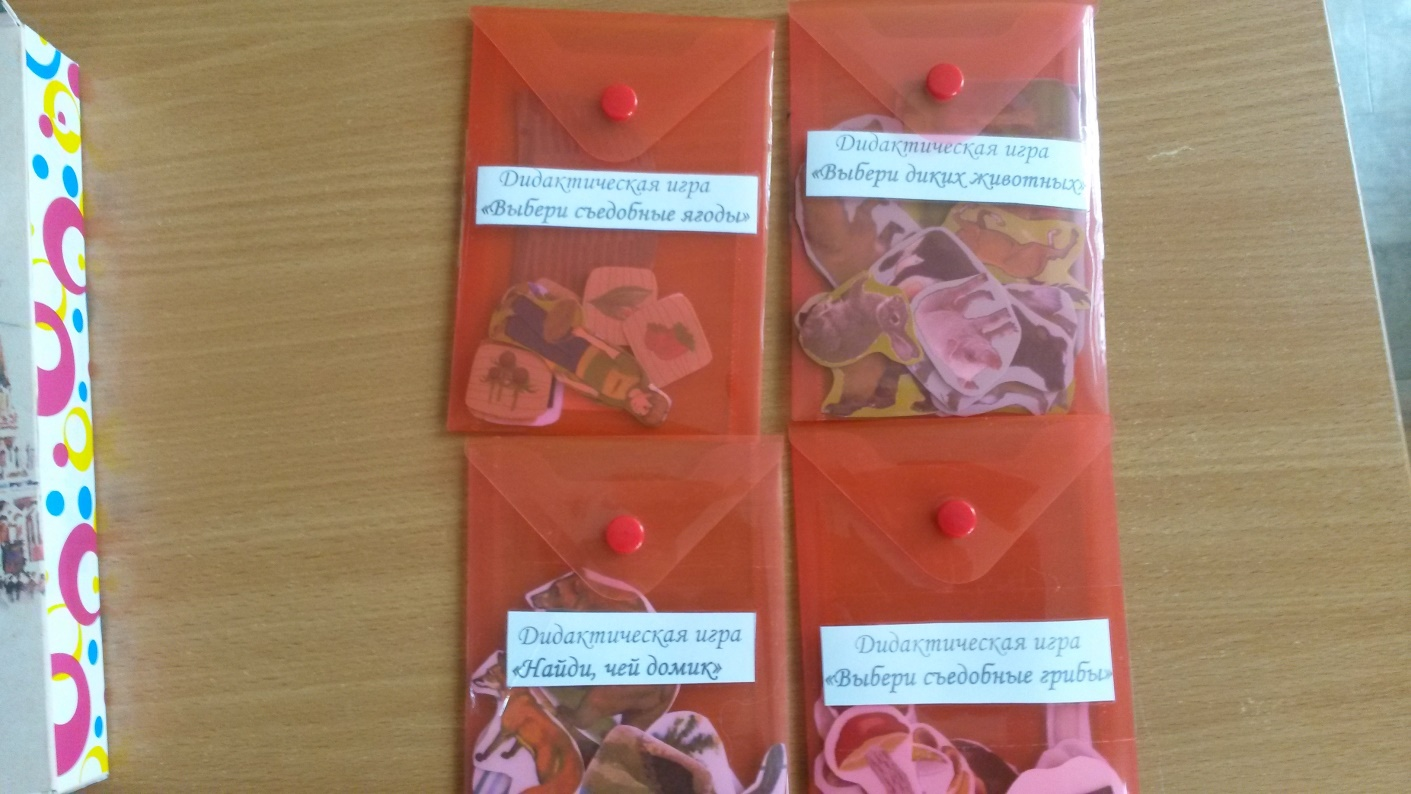 Дидактическая игра
«Выбери съедобные ягоды»
Дидактическая игра
«Выбери диких животных»
Дидактическая игра
«Найди, чей домик»
Дидактическая игра
«Выбери съедобные грибы»